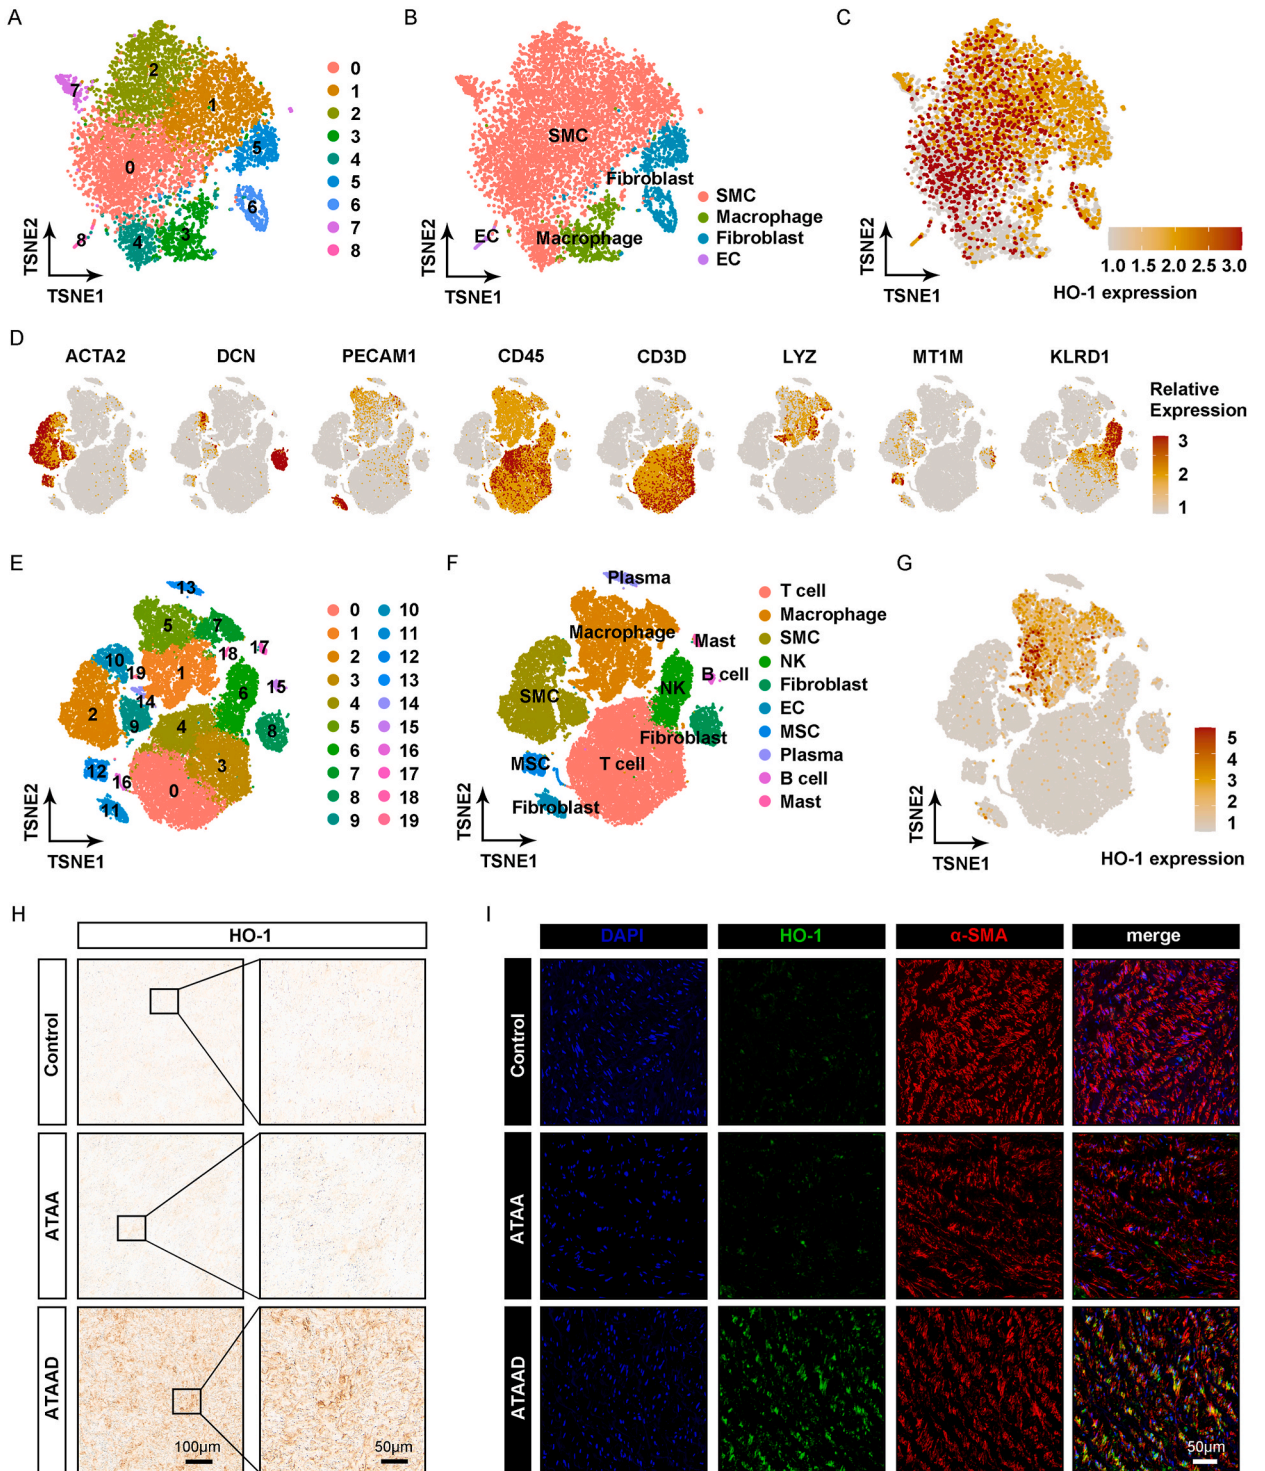 A
B
C
2
7
1
0
5
6
8
4
3
0
1
2
3
4
5
6
7
8
TSNE2
TSNE1
SMC
Fibroblast
EC
Macrophage
SMC
Macrophage
Fibroblast
EC
TSNE2
TSNE1
TSNE2
TSNE1
1.0 1.5 2.0 2.5 3.0
HO-1 expression
D
ACTA2
DCN
PECAM1
CD45
CD3D
LYZ
MT1M
KLRD1
Relative
Expression
3
2
1
E
F
G
13
5
7
18
17
10
19
1
14
6
15
2
9
4
8
12
16
3
0
11
0
1
2
3
4
5
6
7
8
9
10
11
12
13
14
15
16
17
18
19
TSNE2
TSNE1
Plasma
Macrophage
Mast
B cell
SMC
NK
Fibroblast
MSC
T cell
Fibroblast
T cell
Macrophage
SMC
NK
Fibroblast
EC
MSC
Plasma
B cell
Mast
TSNE2
TSNE1
5
4
3
2
1
TSNE2
TSNE1
HO-1 expression
H
HO-1
Control
ATAA
ATAAD
100μm
50μm
I
DAPI
HO-1
α-SMA
merge
Control
ATAA
ATAAD
50μm